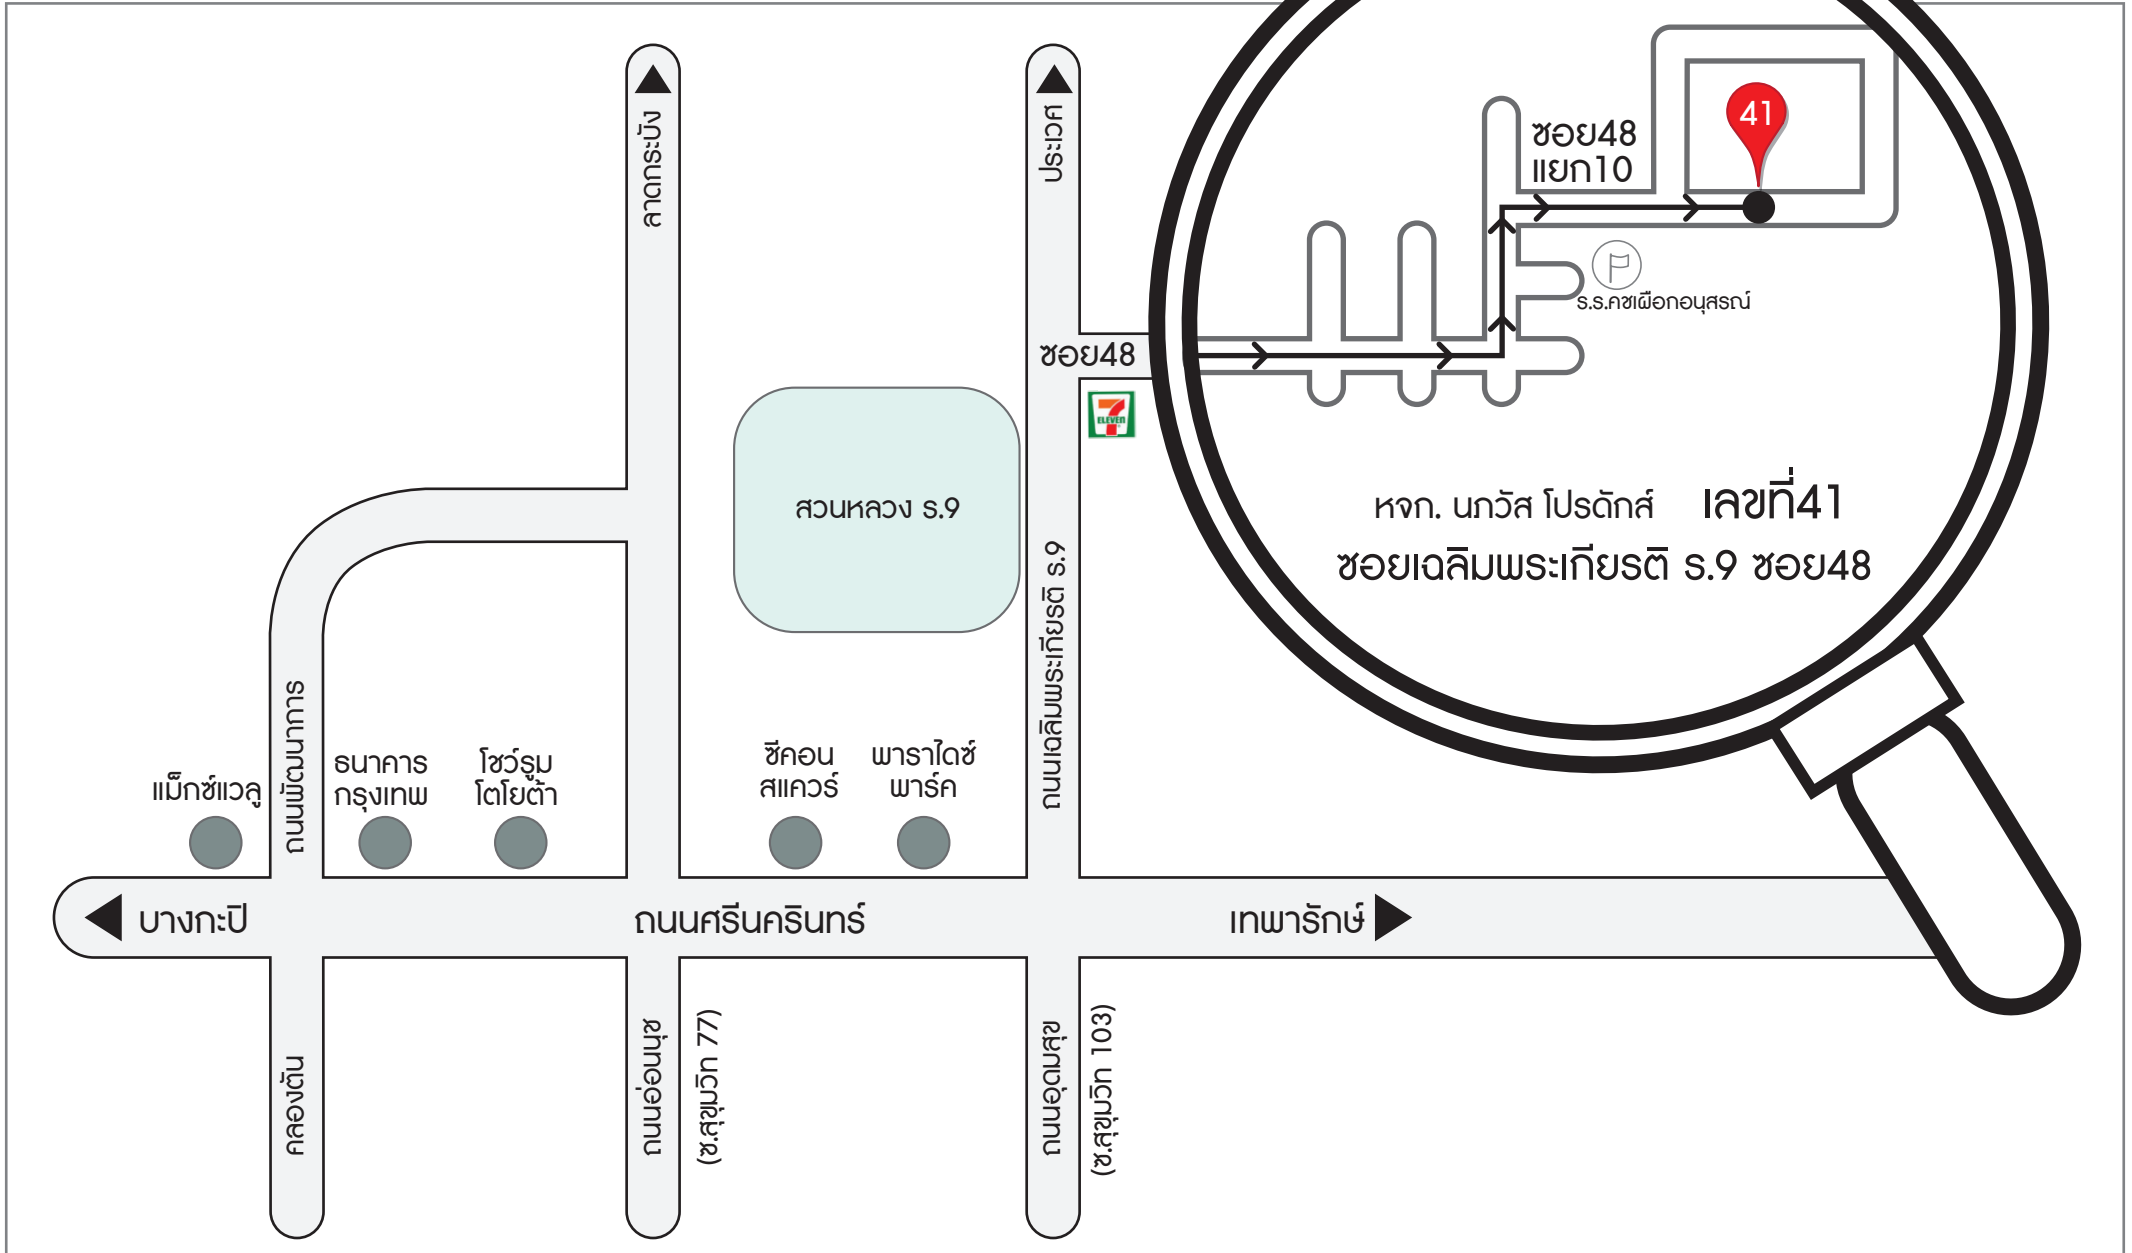 ลาดกระบัง
ประเวศ
41
ซอย48
แยก10
ร.ร.คชเผือกอนุสรณ์
ซอย48
7
ELEVEN
สวนหลวง ร.9
หจก. นภวัส โปรดักส์ เลขที่41
ซอยเฉลิมพระเกียรติ ร.9 ซอย48
ถนนเฉลิมพระเกียรติ ร.9
ถนนพัฒนาการ
แม็กซ์แวลู
ธนาคาร
กรุงเทพ
โชว์รูม
โตโยต้า
ซีคอน
สแควร์
พาราไดซ์
พาร์ค
บางกะปิ
ถนนศรีนครินทร์
เทพารักษ์
คลองตัน
ถนนอ่อนนุช
(ซ.สุขุมวิท 77)
ถนนอุดมสุข
(ซ.สุขุมวิท 103)